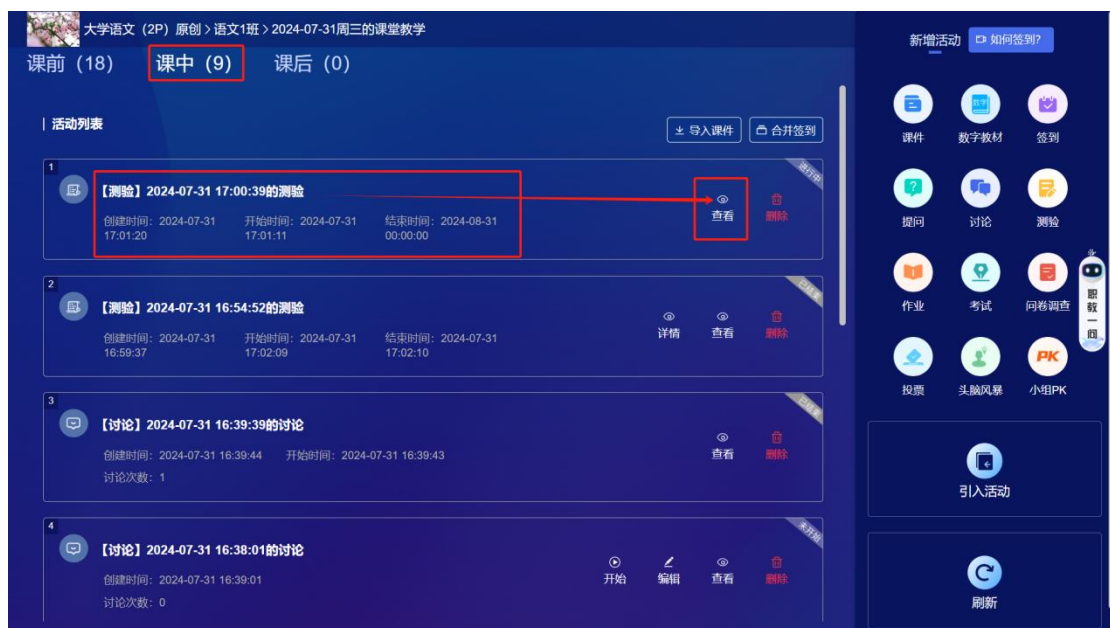 大学语文（2P）原创 > 语文1班 > 2024-07-31周三的课堂教学
课前（18） 课中（9） 课后（0）
活动列表
导入课件 合并签到
1
【测验】2024-07-31 17:00:39的测验
进行中
创建时间：2024-07-31 17:01:20 开始时间：2024-07-31 17:01:11 结束时间：2024-08-31 00:00:00
查看 删除
2
【测验】2024-07-31 16:54:52的测验
已结束
创建时间：2024-07-31 16:59:37 开始时间：2024-07-31 17:02:09 结束时间：2024-07-31 17:02:10
详情 查看 删除
3
【讨论】2024-07-31 16:39:39的讨论
已结束
创建时间：2024-07-31 16:39:44 开始时间：2024-07-31 16:39:43
讨论次数：1
查看 删除
4
【讨论】2024-07-31 16:38:01的讨论
未开始
创建时间：2024-07-31 16:39:01
讨论次数：0
开始 编辑 查看 删除
新增活动 如何签到?
课件 数字教材 签到
数字
提问 讨论 测验
作业 考试 问卷调查
投票 头脑风暴 小组PK
PK
职教一问
引入活动
刷新